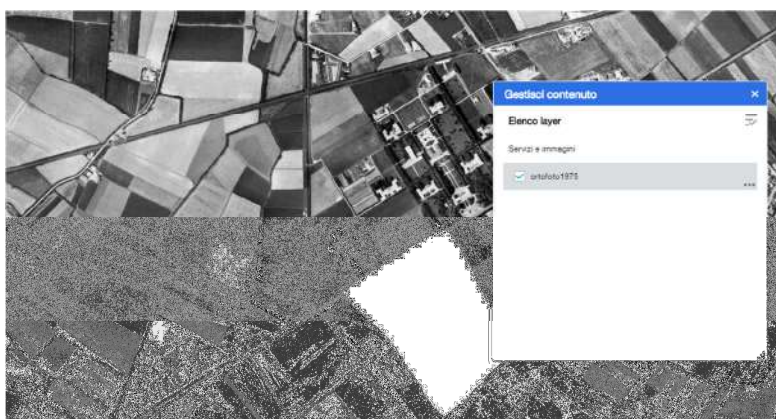 Gestisci contenuto
Elenco layer
Servizi e immagini
ortofoto1975